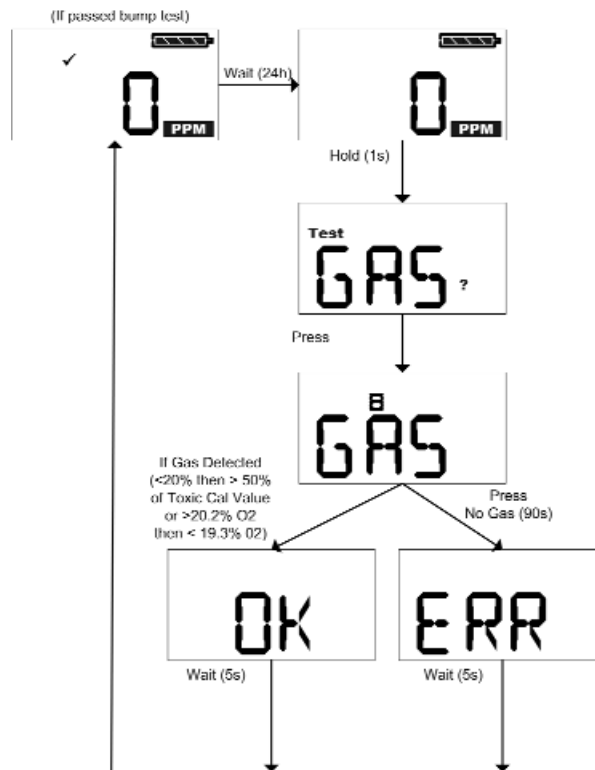 (If passed bump test)
✓
0
PPM
Wait (24h)
0
PPM
Hold (1s)
Test
GAS ?
Press
8
GAS
If Gas Detected
(<20% then > 50%
of Toxic Cal Value
or >20.2% O2
then < 19.3% 02)
Press
No Gas (90s)
OK
ERR
Wait (5s)
Wait (5s)